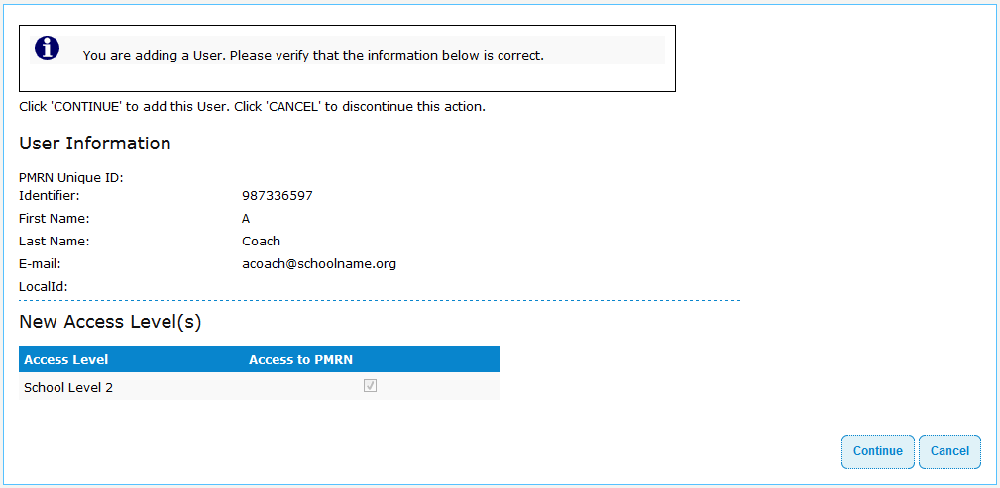 You are adding a User. Please verify that the information below is correct.
Click 'CONTINUE' to add this User. Click 'CANCEL' to discontinue this action.
User Information
PMRN Unique ID:
Identifier: 987336597
First Name: A
Last Name: Coach
E-mail: acoach@schoolname.org
LocalId:
New Access Level(s)
Access Level Access to PMRN
School Level 2
Continue Cancel